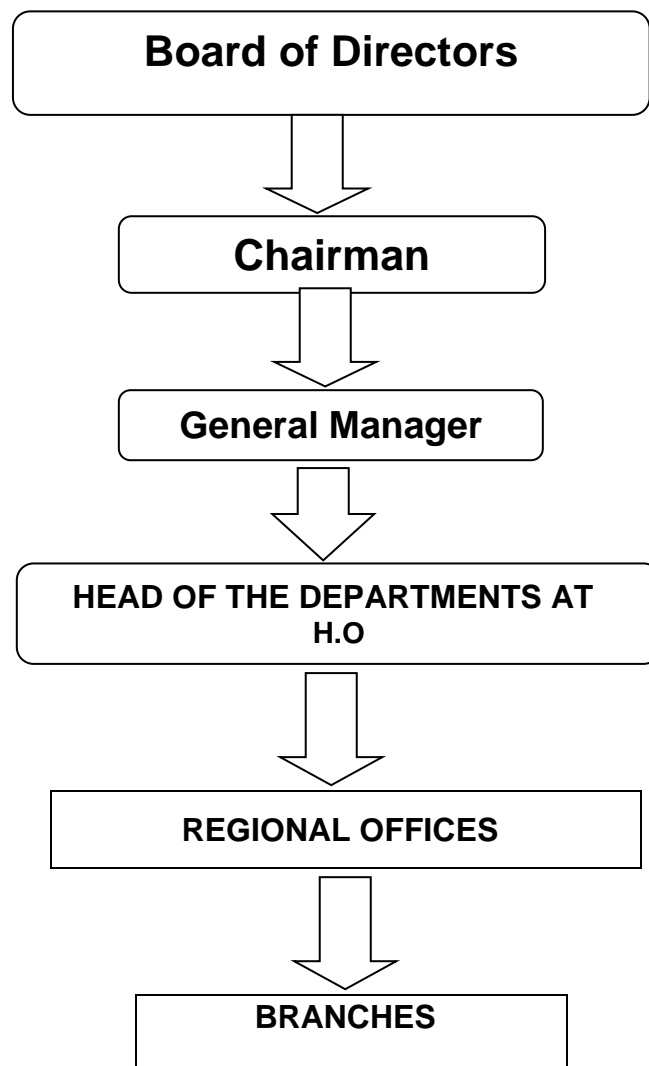 Board of Directors
Chairman
General Manager
HEAD OF THE DEPARTMENTS AT
H.O
REGIONAL OFFICES
BRANCHES